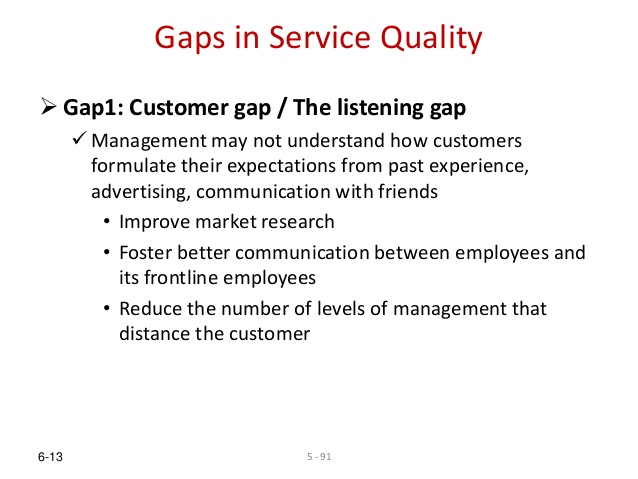 Gaps in Service Quality
➢ Gap1: Customer gap / The listening gap
✓ Management may not understand how customers
formulate their expectations from past experience,
advertising, communication with friends
• Improve market research
• Foster better communication between employees and
its frontline employees
• Reduce the number of levels of management that
distance the customer
6-13
5 - 91